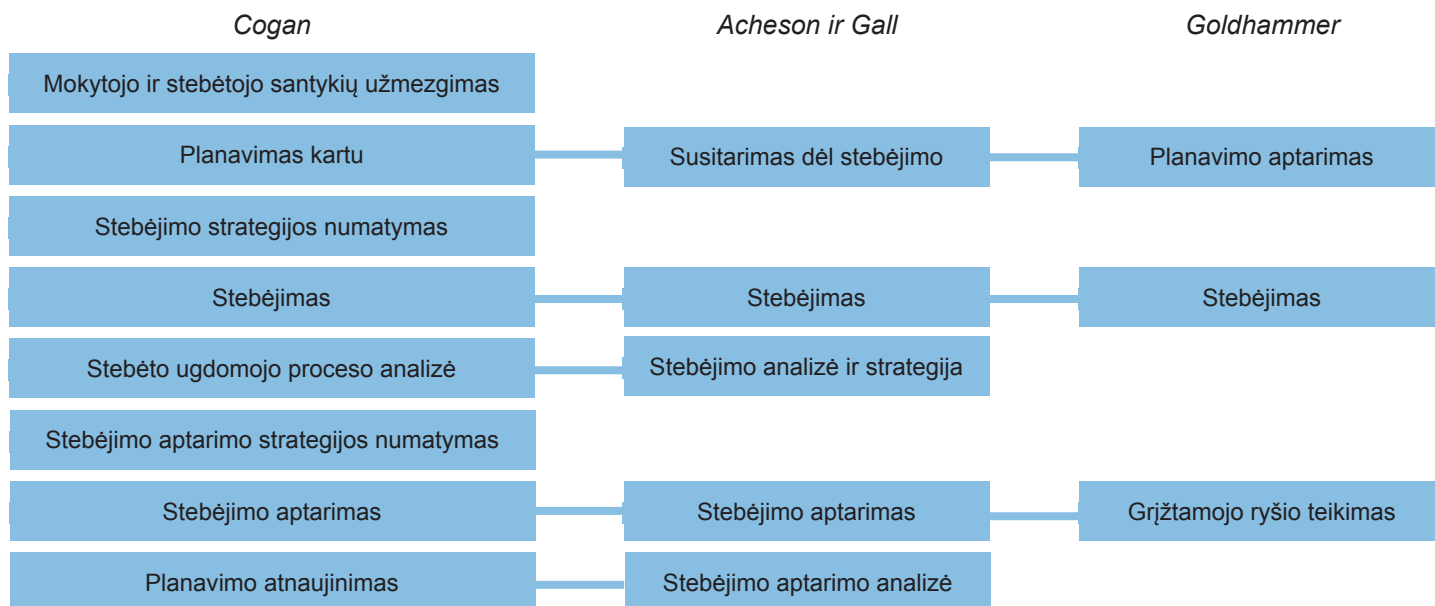 Cogan
Acheson ir Gall
Goldhammer
Mokytojo ir stebėtojo santykių užmezgimas
Planavimas kartu
Susitarimas dėl stebėjimo
Planavimo aptarimas
Stebėjimo strategijos numatymas
Stebėjimas
Stebėjimas
Stebėjimas
Stebėto ugdomojo proceso analizė
Stebėjimo analizė ir strategija
Stebėjimo aptarimo strategijos numatymas
Stebėjimo aptarimas
Stebėjimo aptarimas
Grįžtamojo ryšio teikimas
Planavimo atnaujinimas
Stebėjimo aptarimo analizė